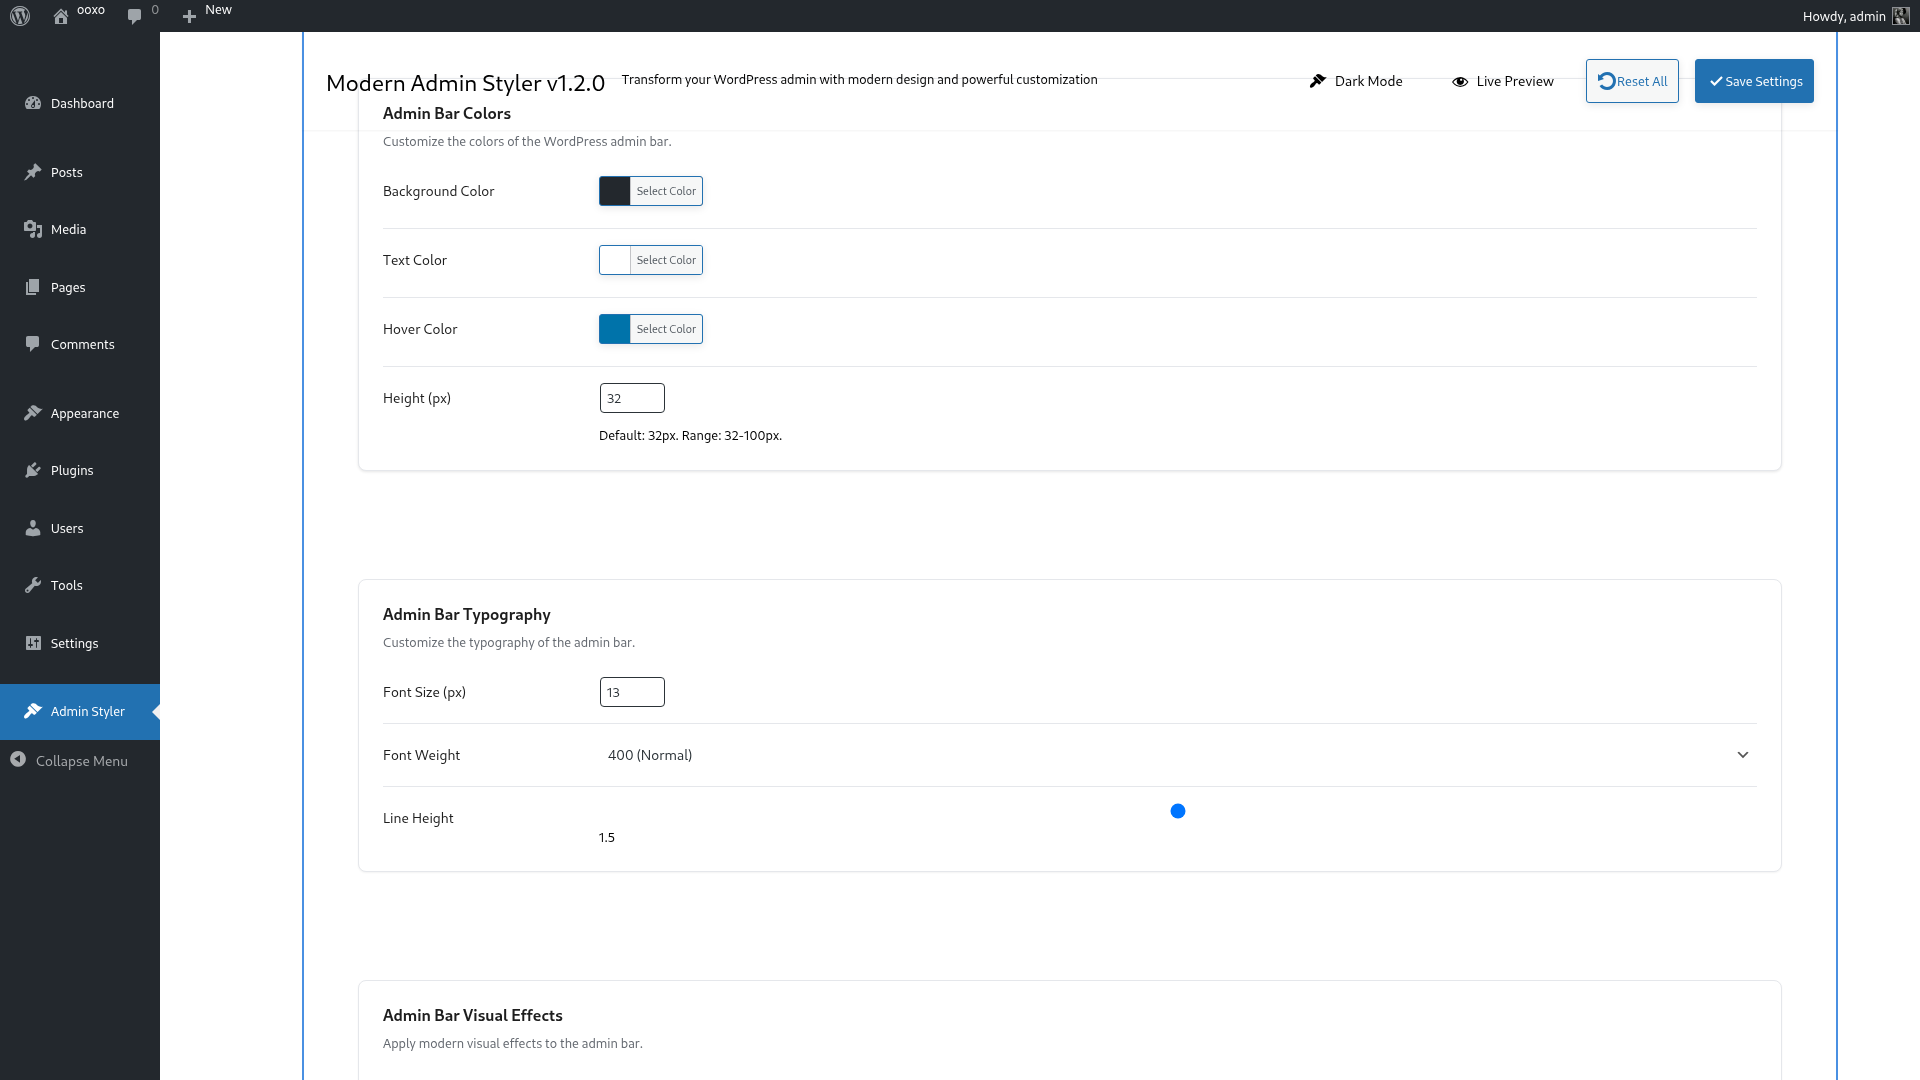 ooxo
0
New
Howdy, admin
Modern Admin Styler v1.2.0
Transform your WordPress admin with modern design and powerful customization
Dark Mode
Live Preview
Reset All
Save Settings
Dashboard
Posts
Media
Pages
Comments
Appearance
Plugins
Users
Tools
Settings
Admin Styler
Collapse Menu
Admin Bar Colors
Customize the colors of the WordPress admin bar.
Background Color
Select Color
Text Color
Select Color
Hover Color
Select Color
Height (px)
32
Default: 32px. Range: 32-100px.
Admin Bar Typography
Customize the typography of the admin bar.
Font Size (px)
13
Font Weight
400 (Normal)
Line Height
1.5
Admin Bar Visual Effects
Apply modern visual effects to the admin bar.